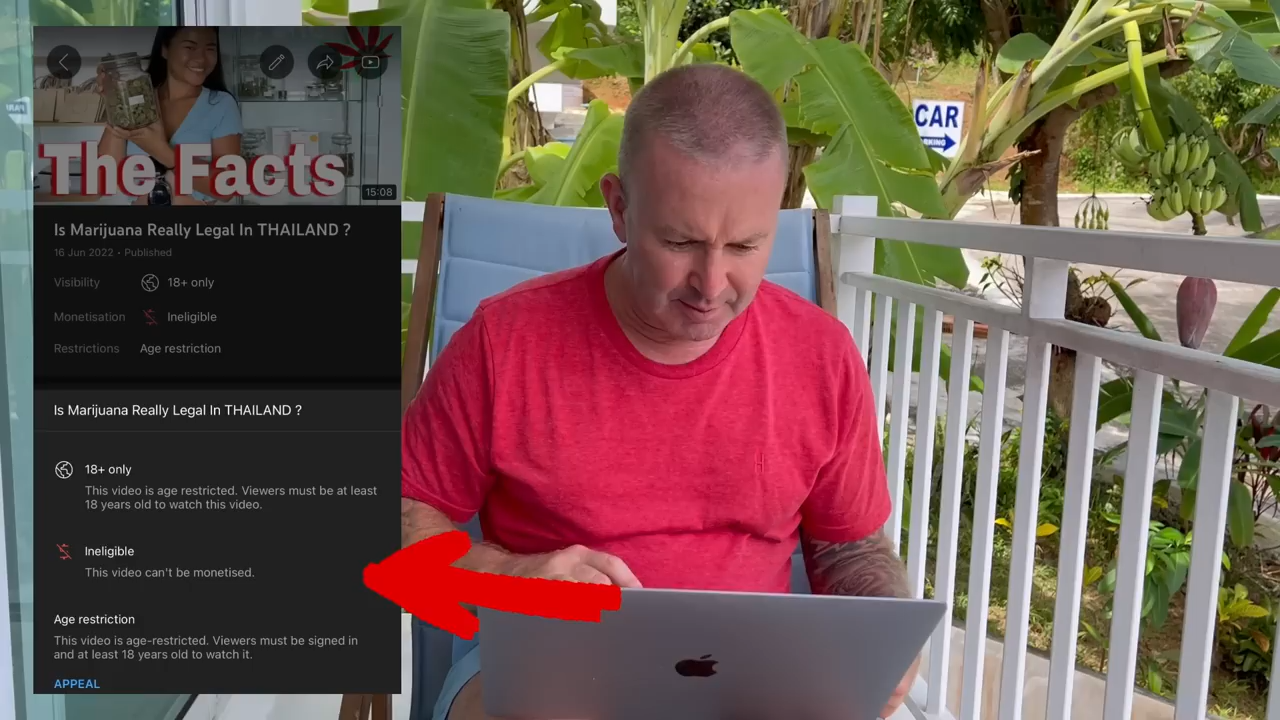 The Facts
15:08
Is Marijuana Really Legal In THAILAND ?
16 Jun 2022 • Published
Visibility 18+ only
Monetisation Ineligible
Restrictions Age restriction
Is Marijuana Really Legal In THAILAND ?
18+ only
This video is age restricted. Viewers must be at least
18 years old to watch this video.
Ineligible
This video can't be monetised.
Age restriction
This video is age-restricted. Viewers must be signed in
and at least 18 years old to watch it.
APPEAL
CAR